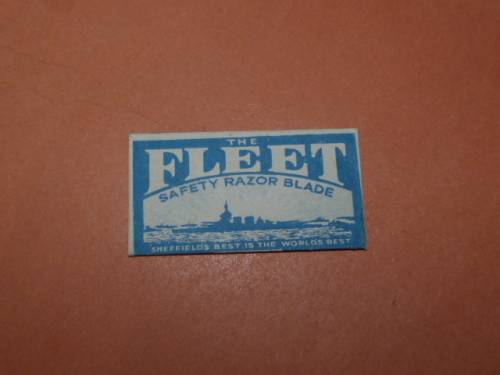 THE
FLEET
SAFETY RAZOR BLADE
SHEFFIELDS BEST IS THE WORLDS BEST